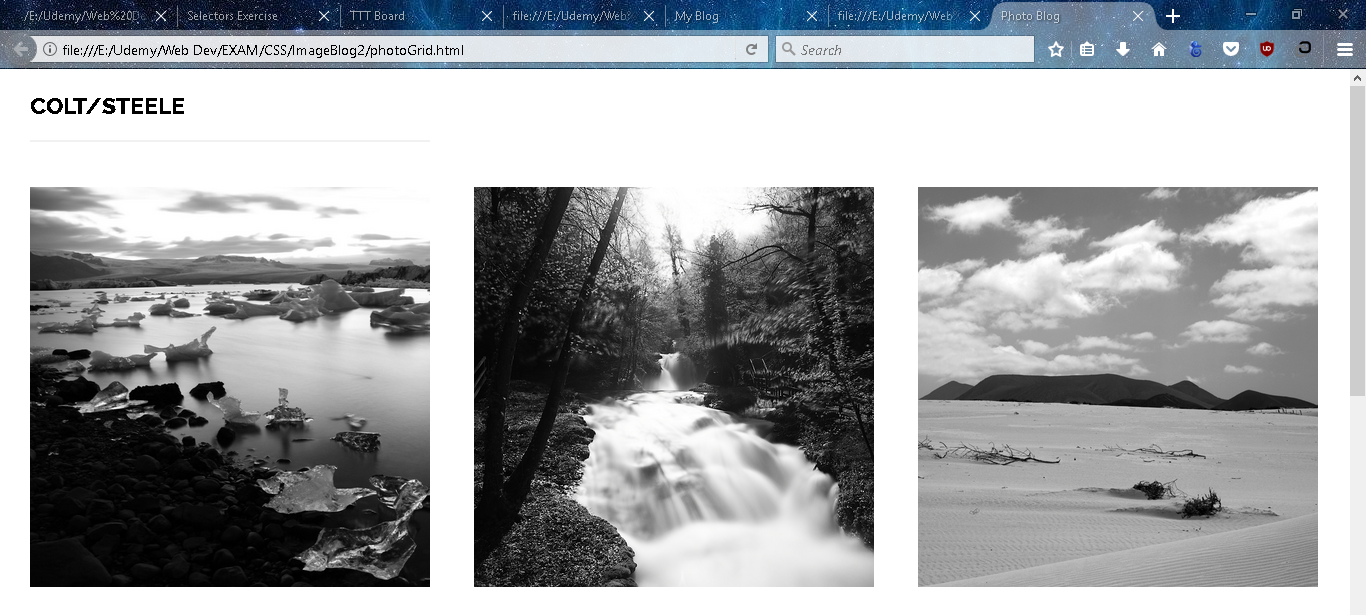 /E:/Udemy/Web%20De Selectors Exercise TTT Board file:///E:/Udemy/Web My Blog file:///E:/Udemy/Web Photo Blog
file:///E:/Udemy/Web Dev/EXAM/CSS/ImageBlog2/photoGrid.html Search
COLT/STEELE